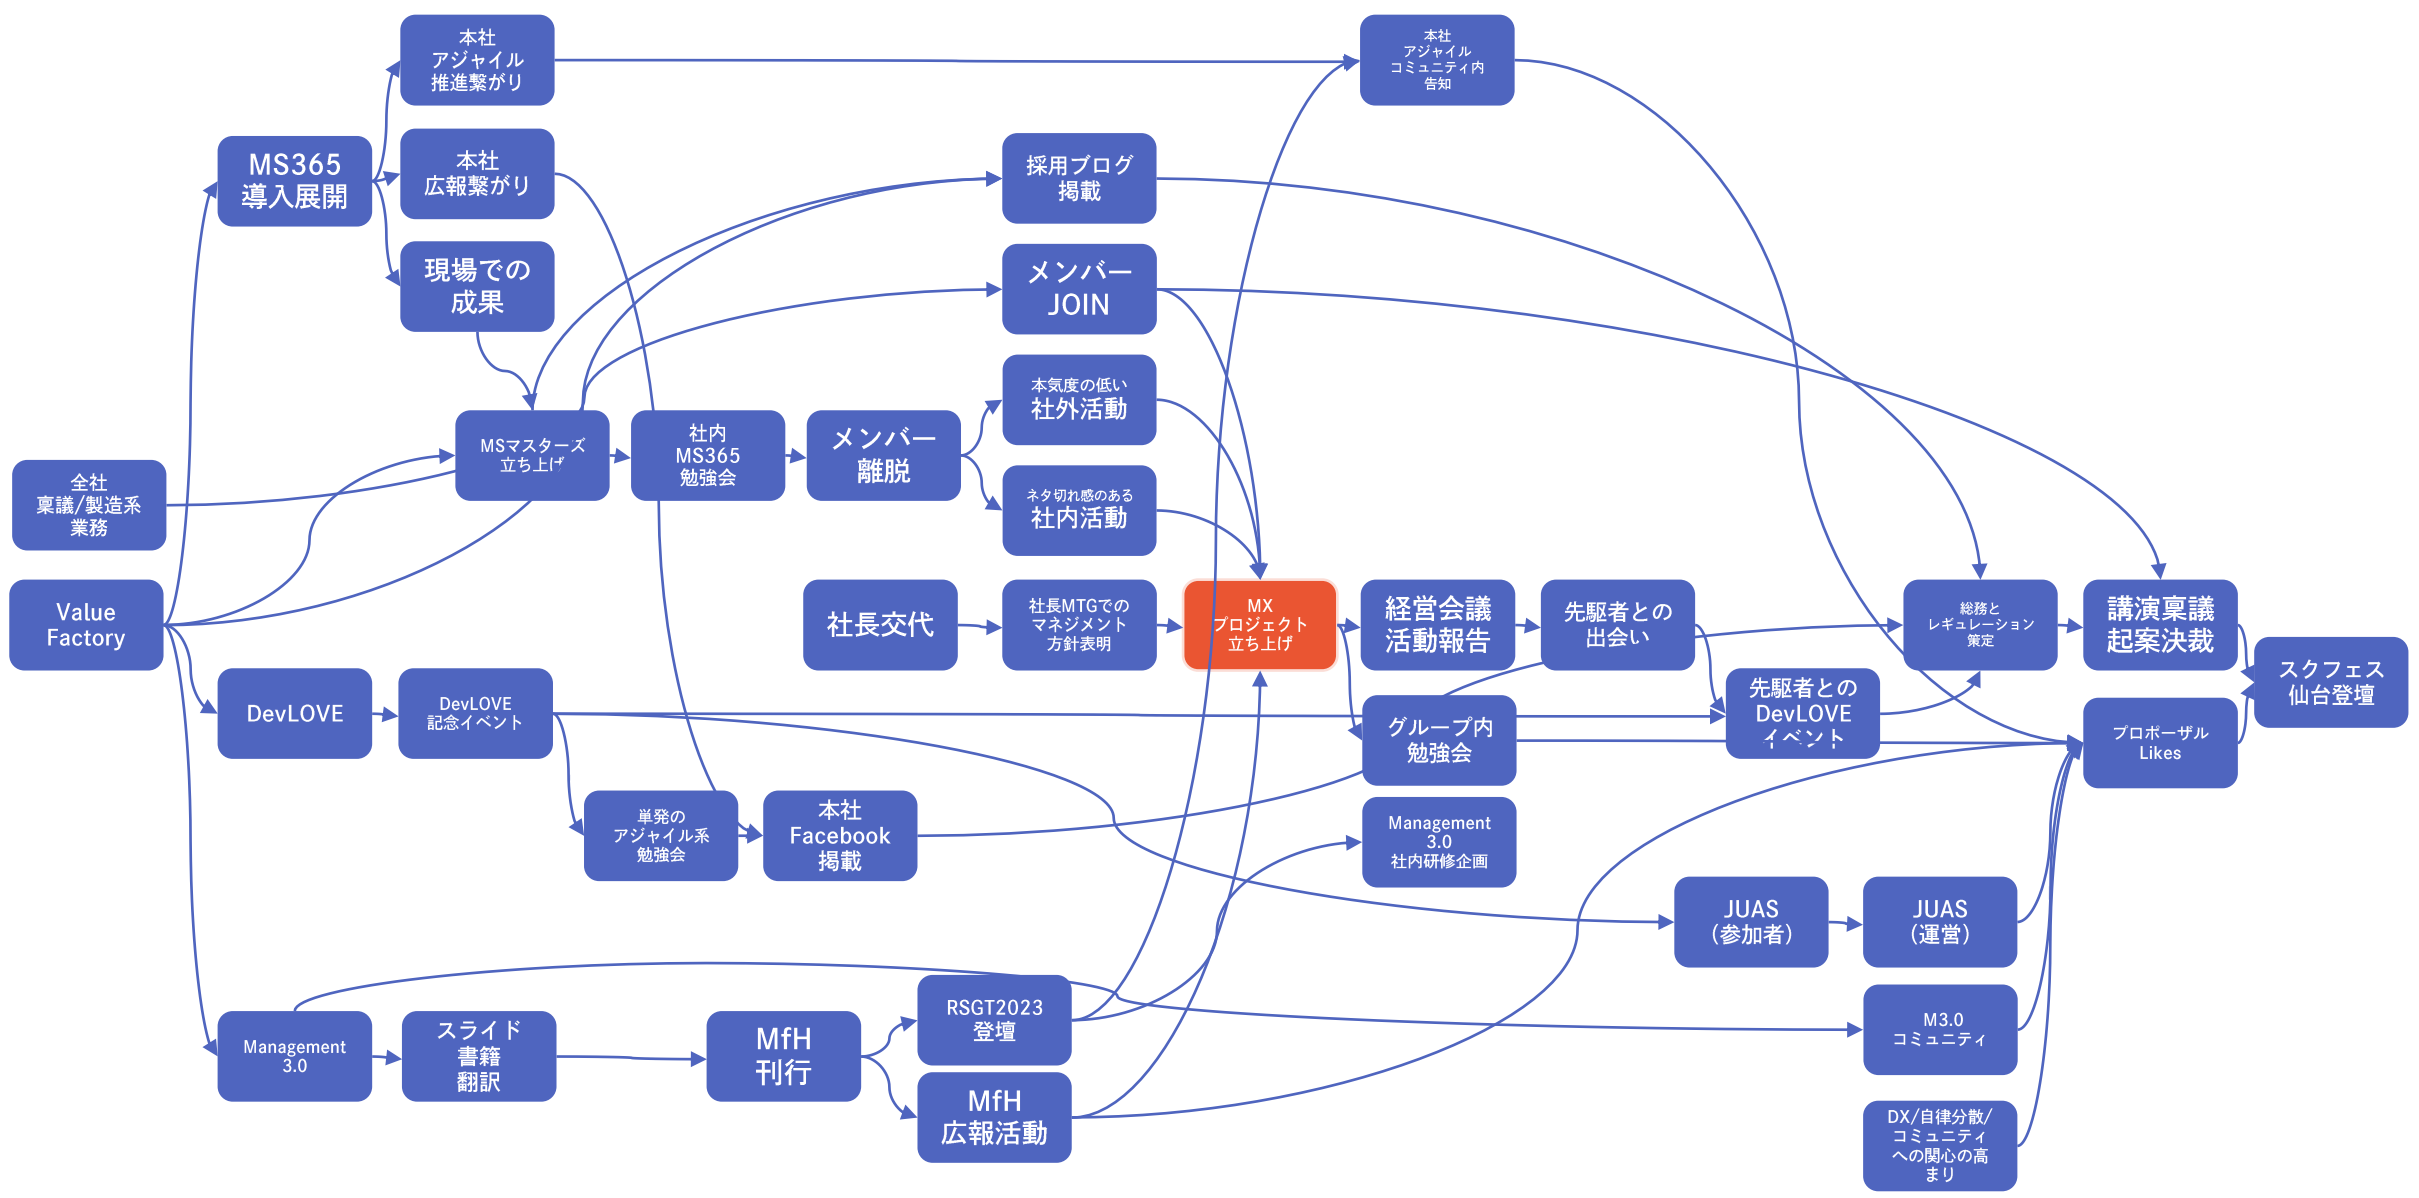 本社
アジャイル
推進繋がり
本社
アジャイル
コミュニティ内
告知
MS365
導入展開
本社
広報繋がり
採用ブログ
掲載
現場での
成果
メンバー
JOIN
本気度の低い
社外活動
MSマスターズ
立ち上げ
社内
MS365
勉強会
メンバー
離脱
全社
稟議/製造系
業務
ネタ切れ感のある
社内活動
Value
Factory
社長交代
社長MTGでの
マネジメント
方針表明
MX
プロジェクト
立ち上げ
経営会議
活動報告
先駆者との
出会い
総務と
レギュレーション
策定
講演稟議
起案決裁
スクフェス
仙台登壇
DevLOVE
DevLOVE
記念イベント
グループ内
勉強会
先駆者との
DevLOVE
イベント
プロポーザル
Likes
単発の
アジャイル系
勉強会
本社
Facebook
掲載
Management
3.0
社内研修企画
JUAS
（参加者）
JUAS
（運営）
Management
3.0
スライド
書籍
翻訳
MfH
刊行
RSGT2023
登壇
M3.0
コミュニティ
MfH
広報活動
DX/自律分散/
コミュニティ
への関心の高
まり